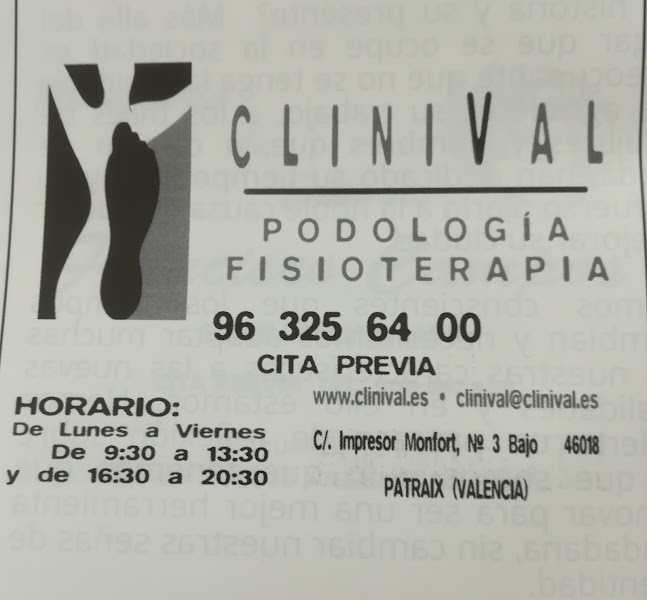 CLINIVAL
PODOLOGÍA
FISIOTERAPIA
96 325 64 00
CITA PREVIA
www.clinival.es • clinival@clinival.es
HORARIO:
De Lunes a Viernes
De 9:30 a 13:30
y de 16:30 a 20:30
C/. Impresor Monfort, Nº 3 Bajo 46018
PATRAIX (VALENCIA)